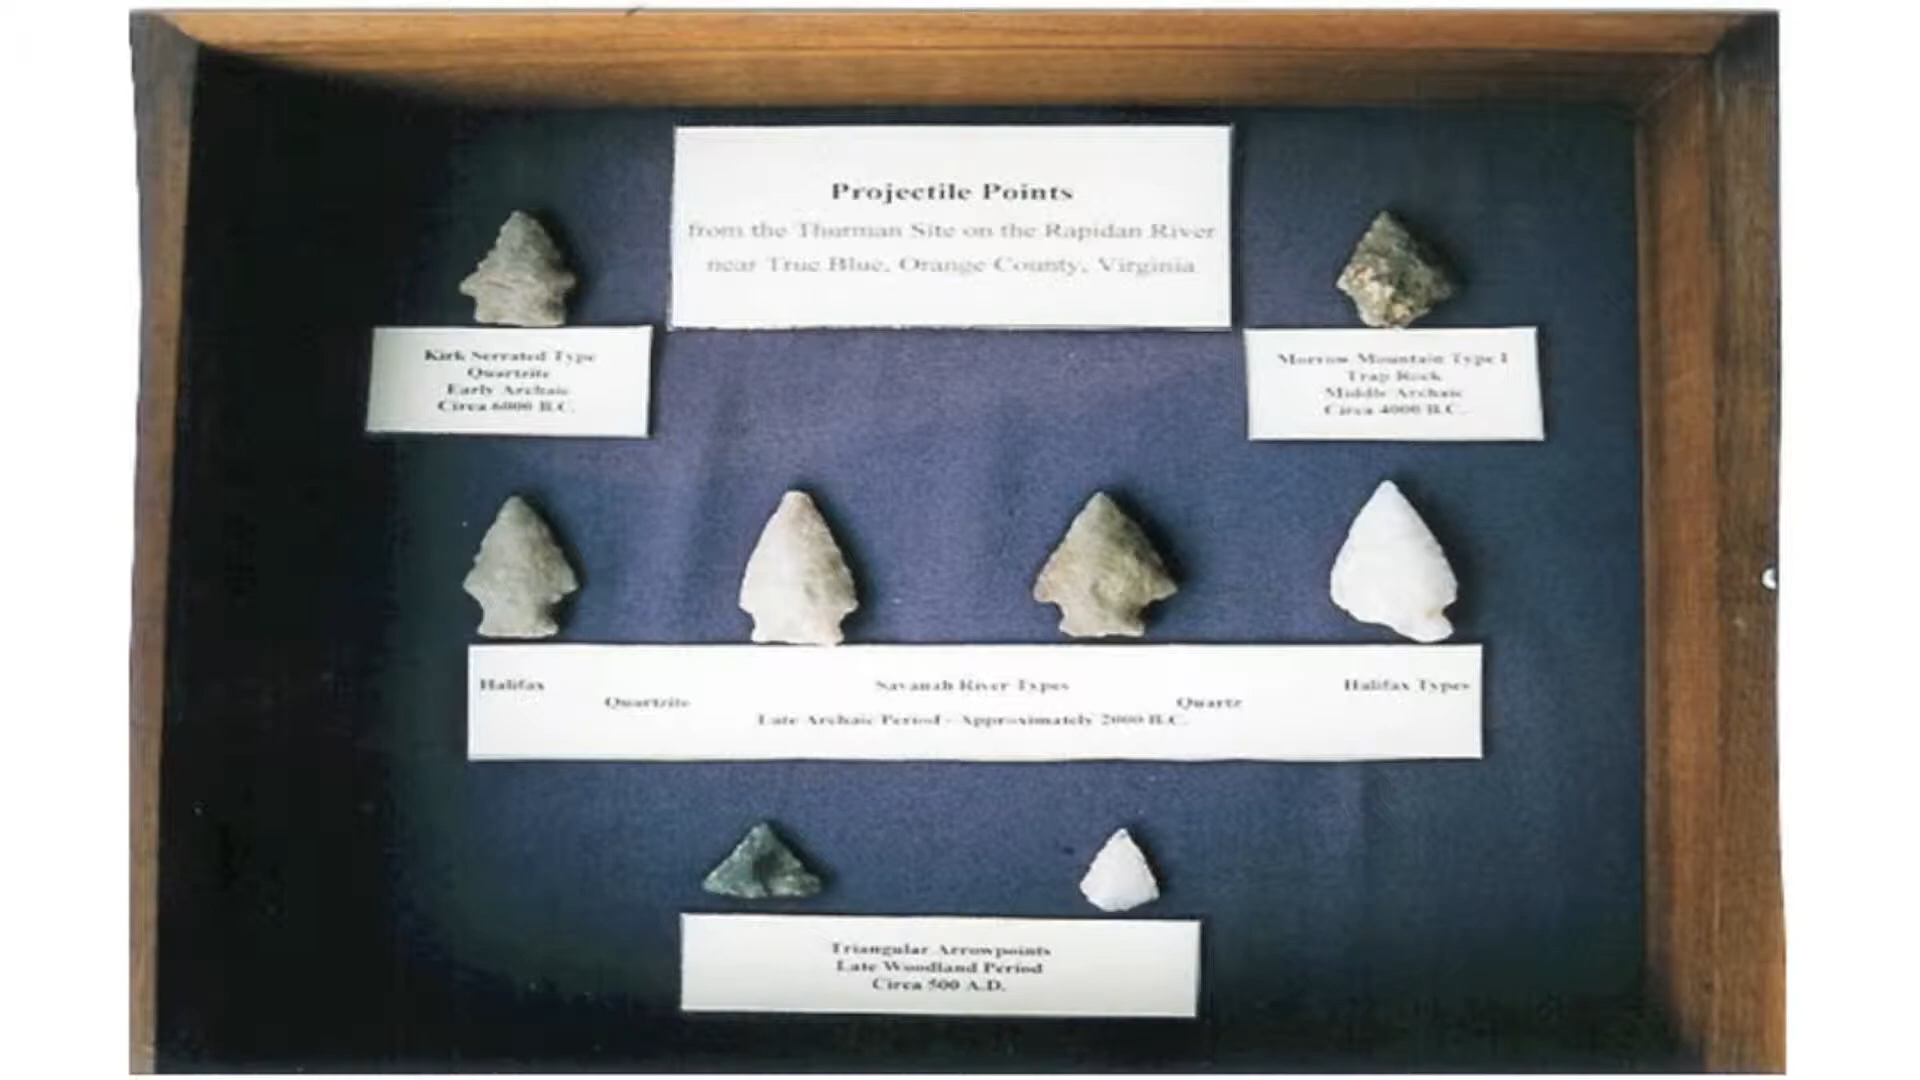 Projectile Points
from the Thurman Site on the Rapidan River
near True Blue, Orange County, Virginia
Kirk Serrated Type
Quartzite
Early Archaic
Circa 6000 B.C.
Morrow Mountain Type I
Trap Rock
Middle Archaic
Circa 4000 B.C.
Halifax Savanah River Types Halifax Types
Quartzite Quartz
Late Archaic Period - Approximately 2000 B.C.
Triangular Arrowpoints
Late Woodland Period
Circa 500 A.D.